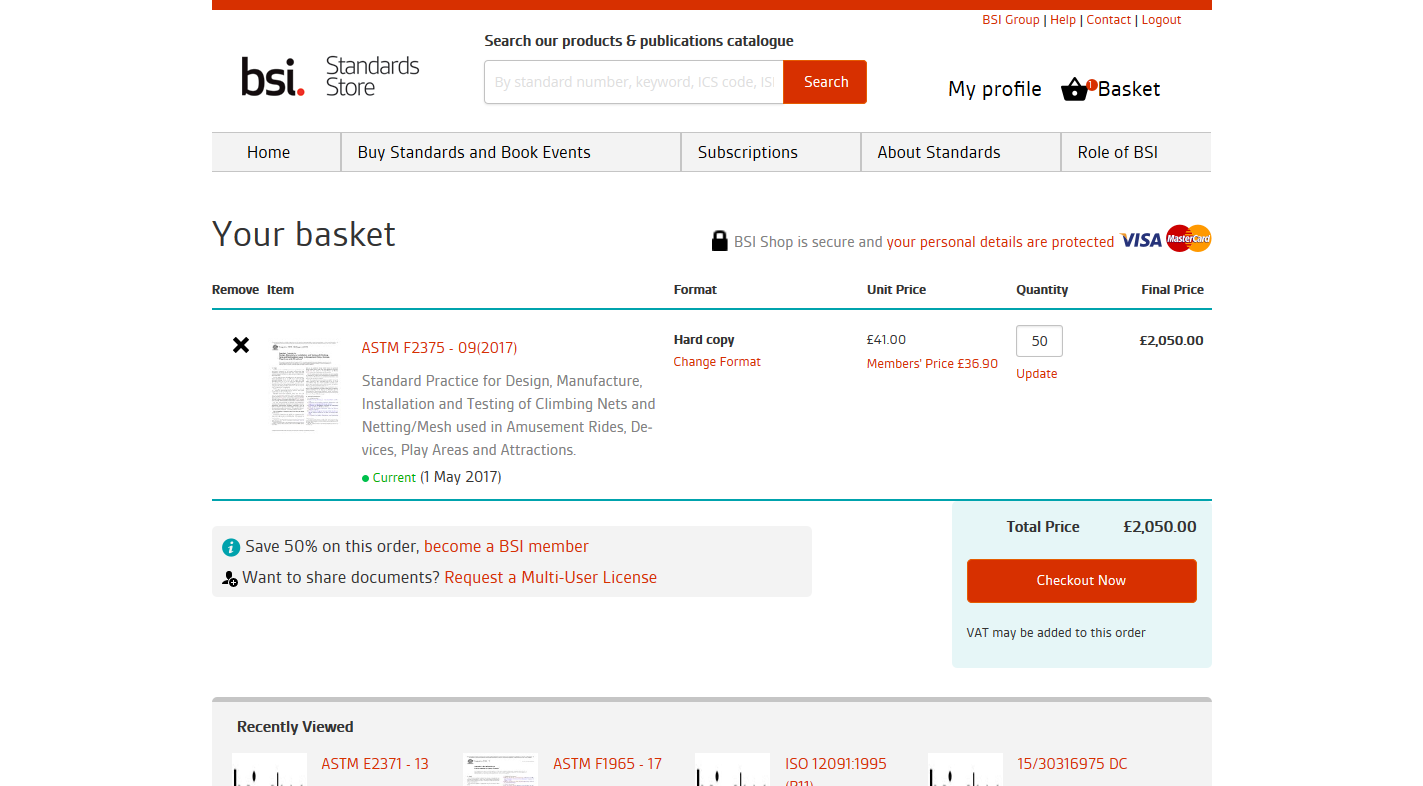 BSI Group | Help | Contact | Logout
Search our products & publications catalogue
bsi.
Standards
Store
By standard number, keyword, ICS code, ISI
Search
My profile
1
Basket
Home
Buy Standards and Book Events
Subscriptions
About Standards
Role of BSI
Your basket
BSI Shop is secure and your personal details are protected
VISA
MasterCard
Remove Item Format Unit Price Quantity Final Price
ASTM F2375 - 09(2017)
Standard Practice for Design, Manufacture,
Installation and Testing of Climbing Nets and
Netting/Mesh used in Amusement Rides, De-
vices, Play Areas and Attractions.
Current (1 May 2017)
Hard copy
Change Format
£41.00
Members' Price £36.90
50
Update
£2,050.00
Save 50% on this order, become a BSI member
Want to share documents? Request a Multi-User License
Total Price £2,050.00
Checkout Now
VAT may be added to this order
Recently Viewed
ASTM E2371 - 13
ASTM F1965 - 17
ISO 12091:1995
15/30316975 DC